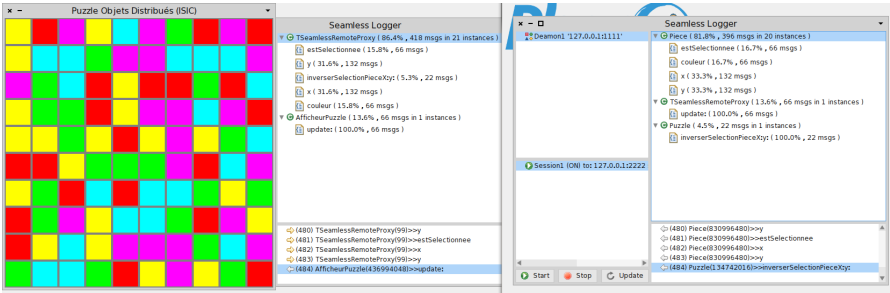 Puzzle Objets Distribués (ISIC)
Seamless Logger
TSeamlessRemoteProxy ( 86,4% , 418 msgs in 21 instances )
estSelectionnee ( 15,8% , 66 msgs )
y ( 31,6% , 132 msgs )
inverserSelectionPieceX:y: ( 5,3% , 22 msgs )
x ( 31,6% , 132 msgs )
couleur ( 15,8% , 66 msgs )
AfficheurPuzzle ( 13,6% , 66 msgs in 1 instances )
update: ( 100,0% , 66 msgs )
(480) TSeamlessRemoteProxy(99)>>y
(481) TSeamlessRemoteProxy(99)>>estSelectionnee
(482) TSeamlessRemoteProxy(99)>>x
(483) TSeamlessRemoteProxy(99)>>y
(484) AfficheurPuzzle(436994048)>>update:
Seamless Logger
Deamon1 '127.0.0.1:1111'
Session1 (ON) to: 127.0.0.1:2222
Start Stop Update
Piece ( 81,8% , 396 msgs in 20 instances )
estSelectionnee ( 16,7% , 66 msgs )
couleur ( 16,7% , 66 msgs )
x ( 33,3% , 132 msgs )
y ( 33,3% , 132 msgs )
TSeamlessRemoteProxy ( 13,6% , 66 msgs in 1 instances )
update: ( 100,0% , 66 msgs )
Puzzle ( 4,5% , 22 msgs in 1 instances )
inverserSelectionPieceX:y: ( 100,0% , 22 msgs )
(480) Piece(830996480)>>y
(481) Piece(830996480)>>estSelectionnee
(482) Piece(830996480)>>x
(483) Piece(830996480)>>y
(484) Puzzle(134742016)>>inverserSelectionPieceX:y: